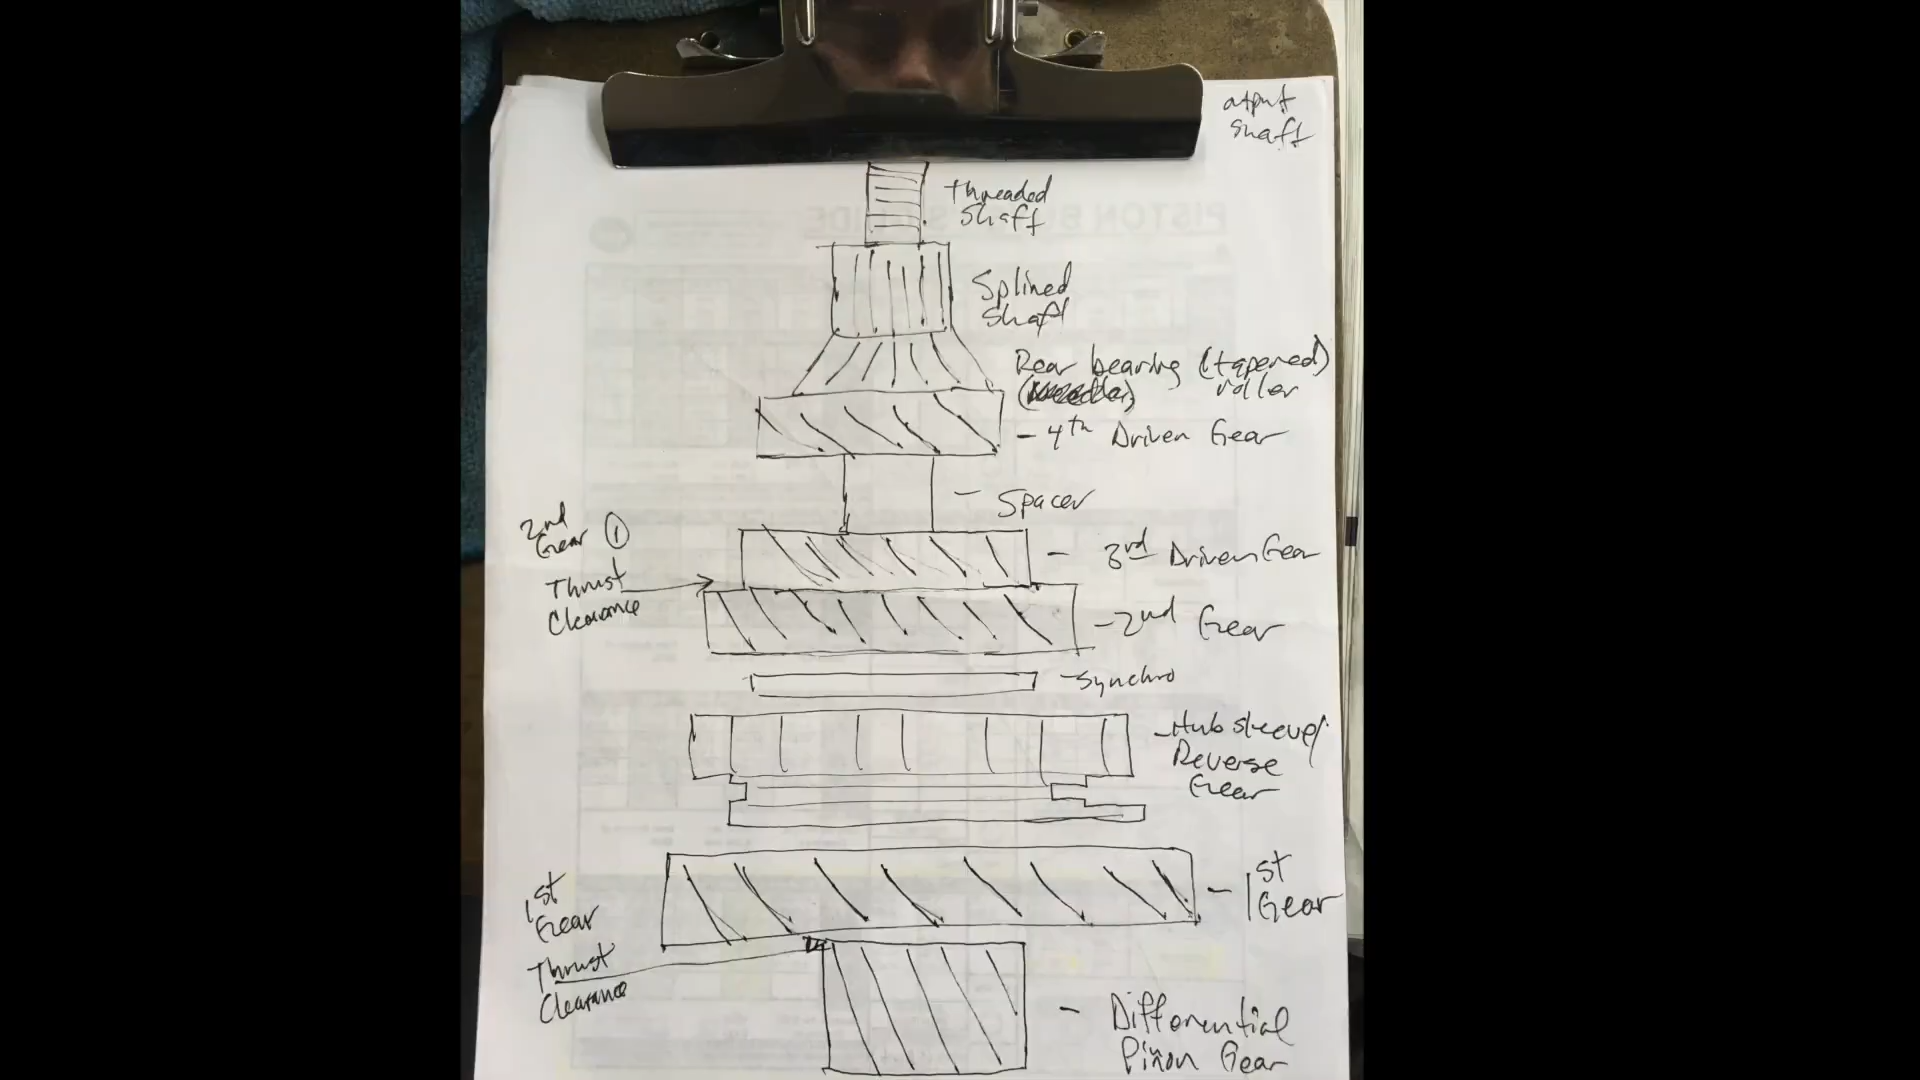 output
shaft
Threaded
Shaft
Splined
Shaft
Rear bearing (tapered)
roller
- 4th Driven Gear
- Spacer
2nd
Gear ①
Thrust
Clearance
- 3rd Driven Gear
- 2nd Gear
- Synchro
- Hub sleeve/
Reverse
Gear
1st
Gear
Thrust
Clearance
- 1st
Gear
- Differential
Piñon Gear